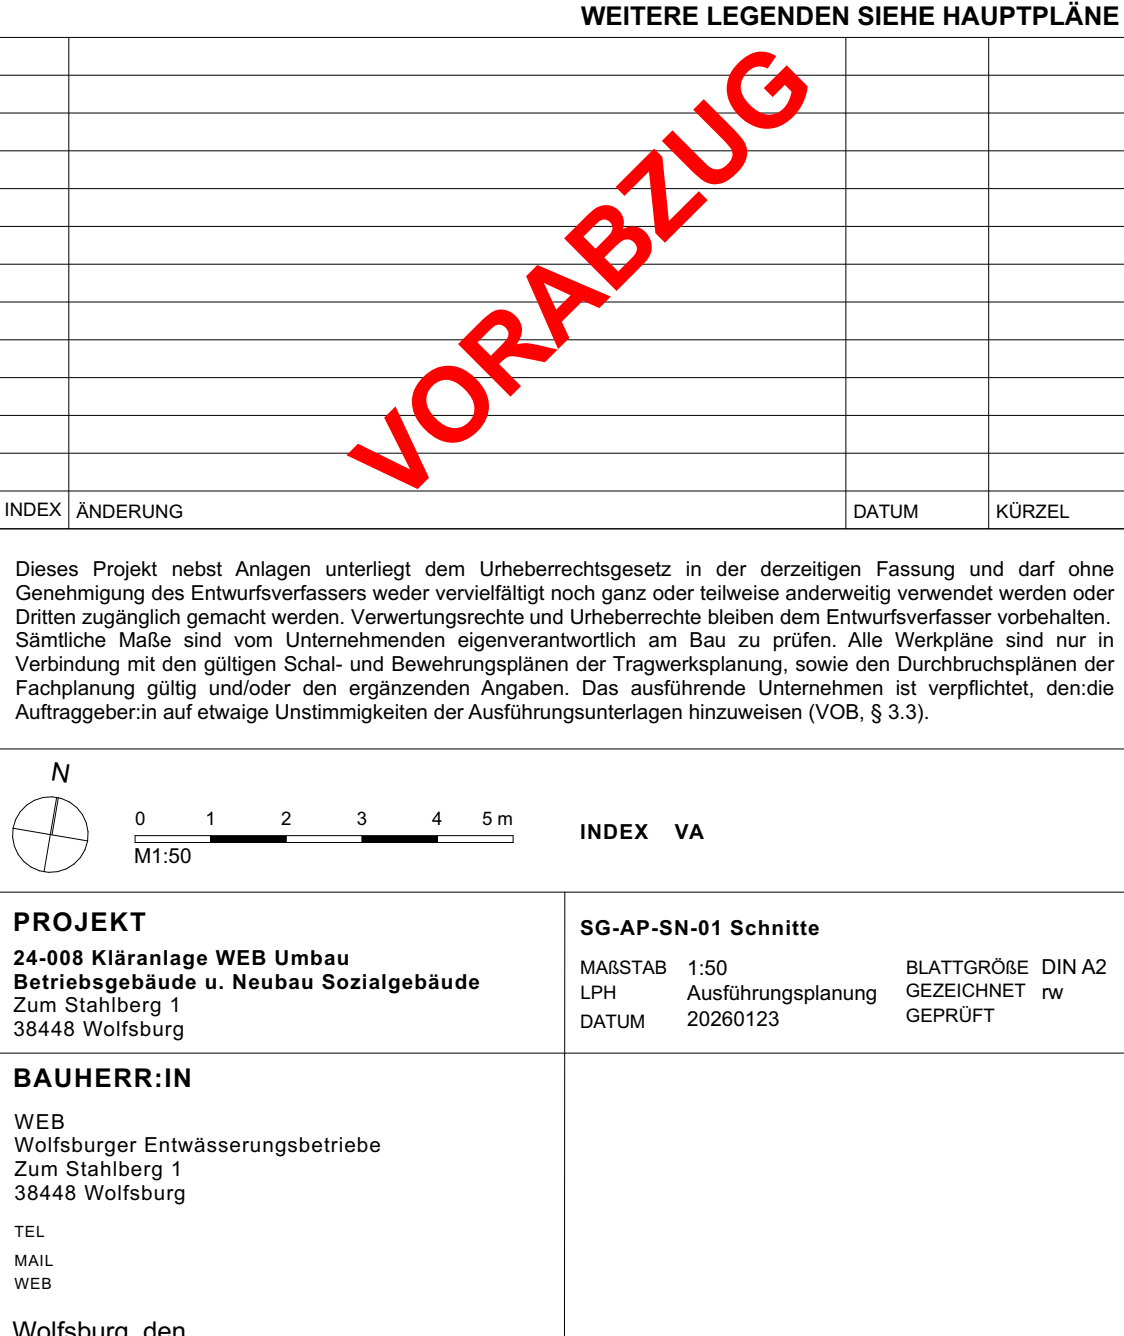 WEITERE LEGENDEN SIEHE HAUPTPLÄNE
VORABZUG
INDEX ÄNDERUNG DATUM KÜRZEL
Dieses Projekt nebst Anlagen unterliegt dem Urheberrechtsgesetz in der derzeitigen Fassung und darf ohne
Genehmigung des Entwurfsverfassers weder vervielfältigt noch ganz oder teilweise anderweitig verwendet werden oder
Dritten zugänglich gemacht werden. Verwertungsrechte und Urheberrechte bleiben dem Entwurfsverfasser vorbehalten.
Sämtliche Maße sind vom Unternehmenden eigenverantwortlich am Bau zu prüfen. Alle Werkpläne sind nur in
Verbindung mit den gültigen Schal- und Bewehrungsplänen der Tragwerksplanung, sowie den Durchbruchsplänen der
Fachplanung gültig und/oder den ergänzenden Angaben. Das ausführende Unternehmen ist verpflichtet, den:die
Auftraggeber:in auf etwaige Unstimmigkeiten der Ausführungsunterlagen hinzuweisen (VOB, § 3.3).
N
0 1 2 3 4 5 m
M1:50
INDEX VA
PROJEKT
24-008 Kläranlage WEB Umbau
Betriebsgebäude u. Neubau Sozialgebäude
Zum Stahlberg 1
38448 Wolfsburg
SG-AP-SN-01 Schnitte
MAßSTAB 1:50 BLATTGRÖßE DIN A2
LPH Ausführungsplanung GEZEICHNET rw
DATUM 20260123 GEPRÜFT
BAUHERR:IN
WEB
Wolfsburger Entwässerungsbetriebe
Zum Stahlberg 1
38448 Wolfsburg
TEL
MAIL
WEB
Wolfsburg, den